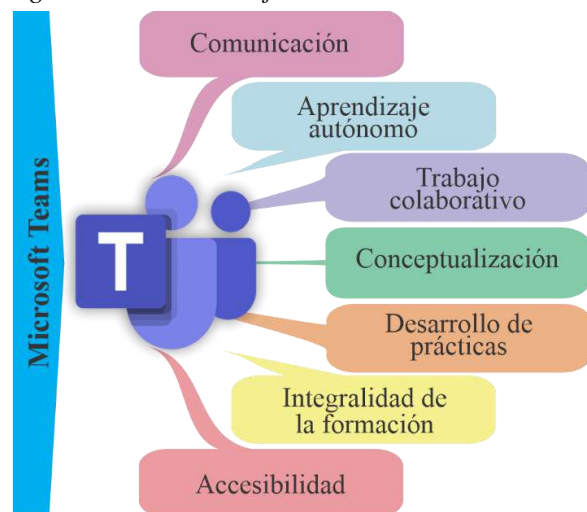 Microsoft Teams
T
Comunicación
Aprendizaje
autónomo
Trabajo
colaborativo
Conceptualización
Desarrollo de
prácticas
Integralidad de
la formación
Accesibilidad